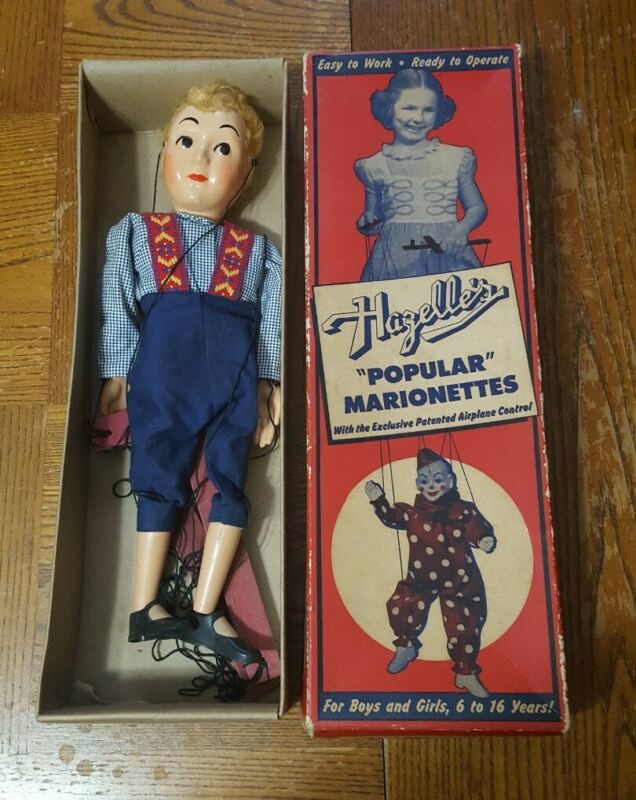 Easy to Work • Ready to Operate
Hazelle's
"POPULAR"
MARIONETTES
With the Exclusive Patented Airplane Control
For Boys and Girls, 6 to 16 Years!